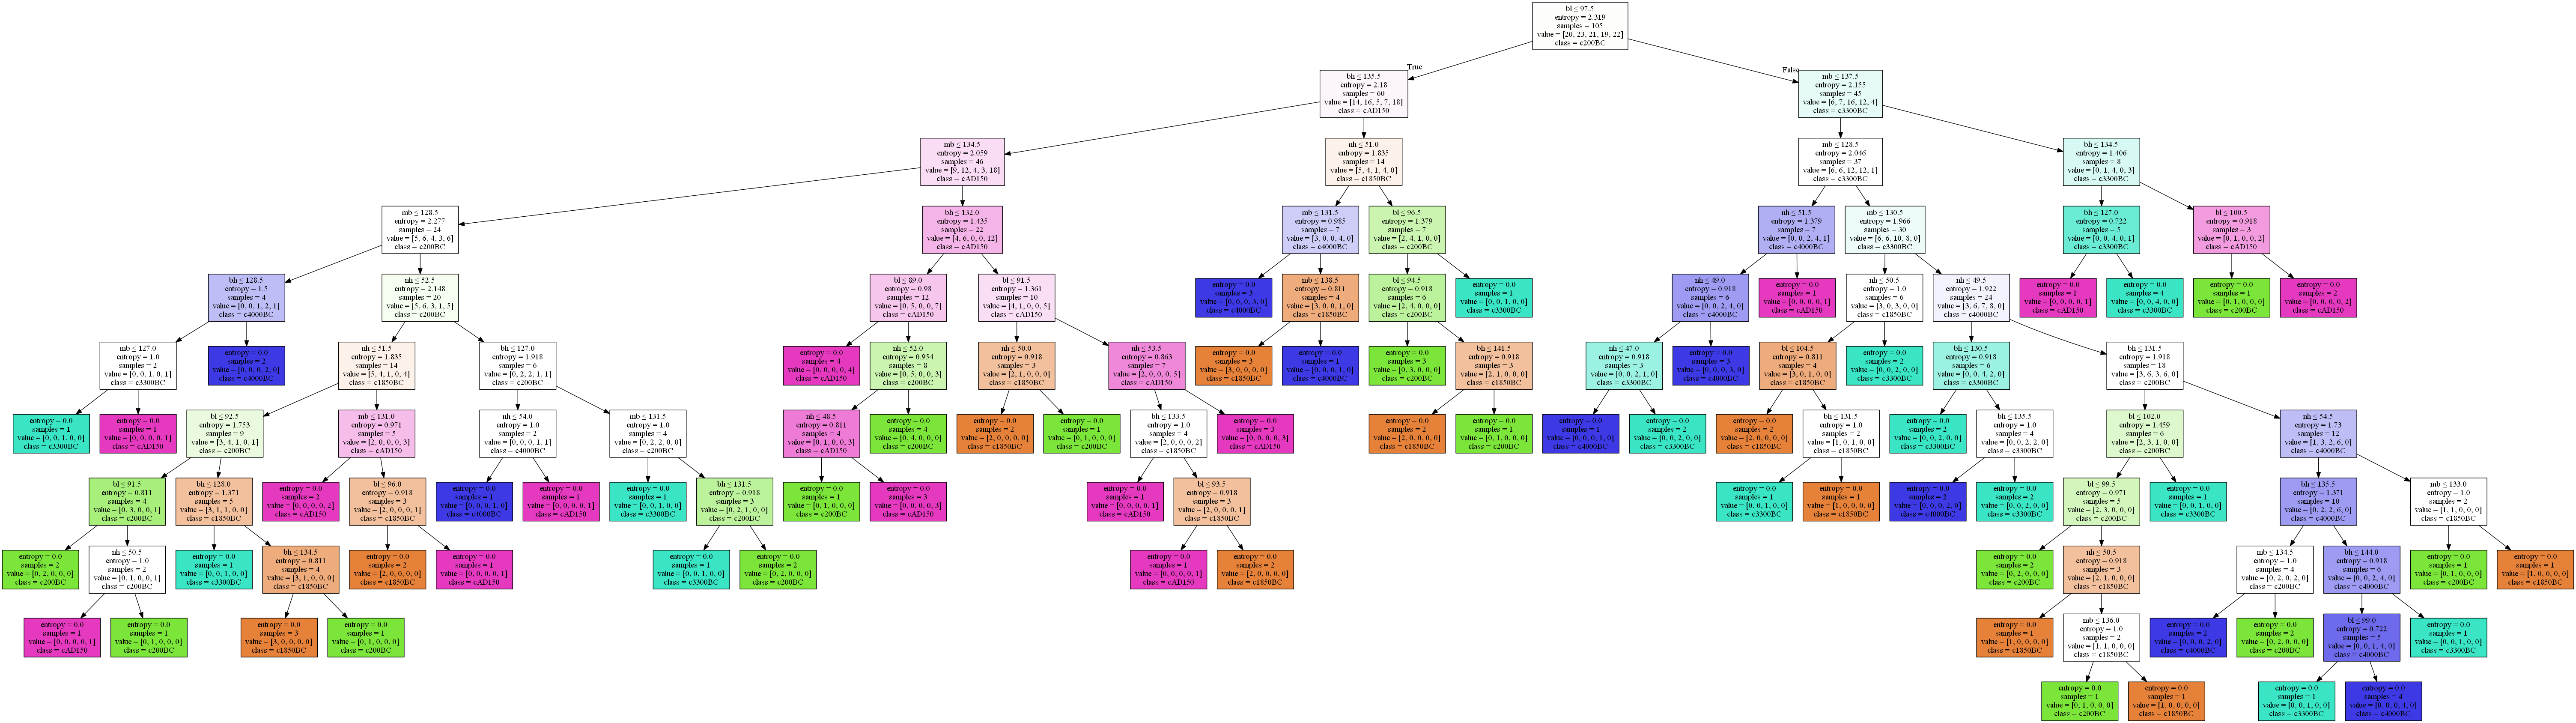 bl ≤ 97.5
entropy = 2.319
samples = 105
value = [20, 23, 21, 19, 22]
class = c200BC
True
False
bh ≤ 135.5
entropy = 2.18
samples = 60
value = [14, 16, 5, 7, 18]
class = cAD150
mb ≤ 137.5
entropy = 2.155
samples = 45
value = [6, 7, 16, 12, 4]
class = c3300BC
mb ≤ 134.5
entropy = 2.059
samples = 46
value = [9, 12, 4, 3, 18]
class = cAD150
nh ≤ 51.0
entropy = 1.835
samples = 14
value = [5, 4, 1, 4, 0]
class = c1850BC
mb ≤ 128.5
entropy = 2.046
samples = 37
value = [6, 6, 12, 12, 1]
class = c3300BC
bh ≤ 134.5
entropy = 1.406
samples = 8
value = [0, 1, 4, 0, 3]
class = c3300BC
mb ≤ 128.5
entropy = 2.277
samples = 24
value = [5, 6, 4, 3, 6]
class = c200BC
bh ≤ 132.0
entropy = 1.435
samples = 22
value = [4, 6, 0, 0, 12]
class = cAD150
mb ≤ 131.5
entropy = 0.985
samples = 7
value = [3, 0, 0, 4, 0]
class = c4000BC
bl ≤ 96.5
entropy = 1.379
samples = 7
value = [2, 4, 1, 0, 0]
class = c200BC
nh ≤ 51.5
entropy = 1.379
samples = 7
value = [0, 0, 2, 4, 1]
class = c4000BC
mb ≤ 130.5
entropy = 1.966
samples = 30
value = [6, 6, 10, 8, 0]
class = c3300BC
bh ≤ 127.0
entropy = 0.722
samples = 5
value = [0, 0, 4, 0, 1]
class = c3300BC
bl ≤ 100.5
entropy = 0.918
samples = 3
value = [0, 1, 0, 0, 2]
class = cAD150
bh ≤ 128.5
entropy = 1.5
samples = 4
value = [0, 0, 1, 2, 1]
class = c4000BC
nh ≤ 52.5
entropy = 2.148
samples = 20
value = [5, 6, 3, 1, 5]
class = c200BC
bl ≤ 89.0
entropy = 0.98
samples = 12
value = [0, 5, 0, 0, 7]
class = cAD150
bl ≤ 91.5
entropy = 1.361
samples = 10
value = [4, 1, 0, 0, 5]
class = cAD150
entropy = 0.0
samples = 3
value = [0, 0, 0, 3, 0]
class = c4000BC
mb ≤ 138.5
entropy = 0.811
samples = 4
value = [3, 0, 0, 1, 0]
class = c1850BC
bl ≤ 94.5
entropy = 0.918
samples = 6
value = [2, 4, 0, 0, 0]
class = c200BC
entropy = 0.0
samples = 1
value = [0, 0, 1, 0, 0]
class = c3300BC
nh ≤ 49.0
entropy = 0.918
samples = 6
value = [0, 0, 2, 4, 0]
class = c4000BC
entropy = 0.0
samples = 1
value = [0, 0, 0, 0, 1]
class = cAD150
nh ≤ 50.5
entropy = 1.0
samples = 6
value = [3, 0, 3, 0, 0]
class = c1850BC
nh ≤ 49.5
entropy = 1.922
samples = 24
value = [3, 6, 7, 8, 0]
class = c4000BC
entropy = 0.0
samples = 1
value = [0, 0, 0, 0, 1]
class = cAD150
entropy = 0.0
samples = 4
value = [0, 0, 4, 0, 0]
class = c3300BC
entropy = 0.0
samples = 1
value = [0, 1, 0, 0, 0]
class = c200BC
entropy = 0.0
samples = 2
value = [0, 0, 0, 0, 2]
class = cAD150
mb ≤ 127.0
entropy = 1.0
samples = 2
value = [0, 0, 1, 0, 1]
class = c3300BC
entropy = 0.0
samples = 2
value = [0, 0, 0, 2, 0]
class = c4000BC
nh ≤ 51.5
entropy = 1.835
samples = 14
value = [5, 4, 1, 0, 4]
class = c1850BC
bh ≤ 127.0
entropy = 1.918
samples = 6
value = [0, 2, 2, 1, 1]
class = c200BC
entropy = 0.0
samples = 4
value = [0, 0, 0, 0, 4]
class = cAD150
nh ≤ 52.0
entropy = 0.954
samples = 8
value = [0, 5, 0, 0, 3]
class = c200BC
nh ≤ 50.0
entropy = 0.918
samples = 3
value = [2, 1, 0, 0, 0]
class = c1850BC
nh ≤ 53.5
entropy = 0.863
samples = 7
value = [2, 0, 0, 0, 5]
class = cAD150
entropy = 0.0
samples = 3
value = [3, 0, 0, 0, 0]
class = c1850BC
entropy = 0.0
samples = 1
value = [0, 0, 0, 1, 0]
class = c4000BC
entropy = 0.0
samples = 3
value = [0, 3, 0, 0, 0]
class = c200BC
bh ≤ 141.5
entropy = 0.918
samples = 3
value = [2, 1, 0, 0, 0]
class = c1850BC
nh ≤ 47.0
entropy = 0.918
samples = 3
value = [0, 0, 2, 1, 0]
class = c3300BC
entropy = 0.0
samples = 3
value = [0, 0, 0, 3, 0]
class = c4000BC
bl ≤ 104.5
entropy = 0.811
samples = 4
value = [3, 0, 1, 0, 0]
class = c1850BC
entropy = 0.0
samples = 2
value = [0, 0, 2, 0, 0]
class = c3300BC
bh ≤ 130.5
entropy = 0.918
samples = 6
value = [0, 0, 4, 2, 0]
class = c3300BC
bh ≤ 131.5
entropy = 1.918
samples = 18
value = [3, 6, 3, 6, 0]
class = c200BC
entropy = 0.0
samples = 1
value = [0, 0, 1, 0, 0]
class = c3300BC
entropy = 0.0
samples = 1
value = [0, 0, 0, 0, 1]
class = cAD150
bl ≤ 92.5
entropy = 1.753
samples = 9
value = [3, 4, 1, 0, 1]
class = c200BC
mb ≤ 131.0
entropy = 0.971
samples = 5
value = [2, 0, 0, 0, 3]
class = cAD150
nh ≤ 54.0
entropy = 1.0
samples = 2
value = [0, 0, 0, 1, 1]
class = c4000BC
mb ≤ 131.5
entropy = 1.0
samples = 4
value = [0, 2, 2, 0, 0]
class = c200BC
nh ≤ 48.5
entropy = 0.811
samples = 4
value = [0, 1, 0, 0, 3]
class = cAD150
entropy = 0.0
samples = 4
value = [0, 4, 0, 0, 0]
class = c200BC
entropy = 0.0
samples = 2
value = [2, 0, 0, 0, 0]
class = c1850BC
entropy = 0.0
samples = 1
value = [0, 1, 0, 0, 0]
class = c200BC
bh ≤ 133.5
entropy = 1.0
samples = 4
value = [2, 0, 0, 0, 2]
class = c1850BC
entropy = 0.0
samples = 3
value = [0, 0, 0, 0, 3]
class = cAD150
entropy = 0.0
samples = 2
value = [2, 0, 0, 0, 0]
class = c1850BC
entropy = 0.0
samples = 1
value = [0, 1, 0, 0, 0]
class = c200BC
entropy = 0.0
samples = 1
value = [0, 0, 0, 1, 0]
class = c4000BC
entropy = 0.0
samples = 2
value = [0, 0, 2, 0, 0]
class = c3300BC
entropy = 0.0
samples = 2
value = [2, 0, 0, 0, 0]
class = c1850BC
bh ≤ 131.5
entropy = 1.0
samples = 2
value = [1, 0, 1, 0, 0]
class = c1850BC
entropy = 0.0
samples = 2
value = [0, 0, 2, 0, 0]
class = c3300BC
bh ≤ 135.5
entropy = 1.0
samples = 4
value = [0, 0, 2, 2, 0]
class = c3300BC
bl ≤ 102.0
entropy = 1.459
samples = 6
value = [2, 3, 1, 0, 0]
class = c200BC
nh ≤ 54.5
entropy = 1.73
samples = 12
value = [1, 3, 2, 6, 0]
class = c4000BC
bl ≤ 91.5
entropy = 0.811
samples = 4
value = [0, 3, 0, 0, 1]
class = c200BC
bh ≤ 128.0
entropy = 1.371
samples = 5
value = [3, 1, 1, 0, 0]
class = c1850BC
entropy = 0.0
samples = 2
value = [0, 0, 0, 0, 2]
class = cAD150
bl ≤ 96.0
entropy = 0.918
samples = 3
value = [2, 0, 0, 0, 1]
class = c1850BC
entropy = 0.0
samples = 1
value = [0, 0, 0, 1, 0]
class = c4000BC
entropy = 0.0
samples = 1
value = [0, 0, 0, 0, 1]
class = cAD150
entropy = 0.0
samples = 1
value = [0, 0, 1, 0, 0]
class = c3300BC
bh ≤ 131.5
entropy = 0.918
samples = 3
value = [0, 2, 1, 0, 0]
class = c200BC
entropy = 0.0
samples = 1
value = [0, 1, 0, 0, 0]
class = c200BC
entropy = 0.0
samples = 3
value = [0, 0, 0, 0, 3]
class = cAD150
entropy = 0.0
samples = 1
value = [0, 0, 0, 0, 1]
class = cAD150
bl ≤ 93.5
entropy = 0.918
samples = 3
value = [2, 0, 0, 0, 1]
class = c1850BC
entropy = 0.0
samples = 1
value = [0, 0, 1, 0, 0]
class = c3300BC
entropy = 0.0
samples = 1
value = [1, 0, 0, 0, 0]
class = c1850BC
entropy = 0.0
samples = 2
value = [0, 0, 0, 2, 0]
class = c4000BC
entropy = 0.0
samples = 2
value = [0, 0, 2, 0, 0]
class = c3300BC
bl ≤ 99.5
entropy = 0.971
samples = 5
value = [2, 3, 0, 0, 0]
class = c200BC
entropy = 0.0
samples = 1
value = [0, 0, 1, 0, 0]
class = c3300BC
bh ≤ 135.5
entropy = 1.371
samples = 10
value = [0, 2, 2, 6, 0]
class = c4000BC
mb ≤ 133.0
entropy = 1.0
samples = 2
value = [1, 1, 0, 0, 0]
class = c1850BC
entropy = 0.0
samples = 2
value = [0, 2, 0, 0, 0]
class = c200BC
nh ≤ 50.5
entropy = 1.0
samples = 2
value = [0, 1, 0, 0, 1]
class = c200BC
entropy = 0.0
samples = 1
value = [0, 0, 1, 0, 0]
class = c3300BC
bh ≤ 134.5
entropy = 0.811
samples = 4
value = [3, 1, 0, 0, 0]
class = c1850BC
entropy = 0.0
samples = 2
value = [2, 0, 0, 0, 0]
class = c1850BC
entropy = 0.0
samples = 1
value = [0, 0, 0, 0, 1]
class = cAD150
entropy = 0.0
samples = 1
value = [0, 0, 1, 0, 0]
class = c3300BC
entropy = 0.0
samples = 2
value = [0, 2, 0, 0, 0]
class = c200BC
entropy = 0.0
samples = 1
value = [0, 0, 0, 0, 1]
class = cAD150
entropy = 0.0
samples = 2
value = [2, 0, 0, 0, 0]
class = c1850BC
entropy = 0.0
samples = 2
value = [0, 2, 0, 0, 0]
class = c200BC
nh ≤ 50.5
entropy = 0.918
samples = 3
value = [2, 1, 0, 0, 0]
class = c1850BC
mb ≤ 134.5
entropy = 1.0
samples = 4
value = [0, 2, 0, 2, 0]
class = c200BC
bh ≤ 144.0
entropy = 0.918
samples = 6
value = [0, 0, 2, 4, 0]
class = c4000BC
entropy = 0.0
samples = 1
value = [0, 1, 0, 0, 0]
class = c200BC
entropy = 0.0
samples = 1
value = [1, 0, 0, 0, 0]
class = c1850BC
entropy = 0.0
samples = 1
value = [0, 0, 0, 0, 1]
class = cAD150
entropy = 0.0
samples = 1
value = [0, 1, 0, 0, 0]
class = c200BC
entropy = 0.0
samples = 3
value = [3, 0, 0, 0, 0]
class = c1850BC
entropy = 0.0
samples = 1
value = [0, 1, 0, 0, 0]
class = c200BC
entropy = 0.0
samples = 1
value = [1, 0, 0, 0, 0]
class = c1850BC
mb ≤ 136.0
entropy = 1.0
samples = 2
value = [1, 1, 0, 0, 0]
class = c1850BC
entropy = 0.0
samples = 2
value = [0, 0, 0, 2, 0]
class = c4000BC
entropy = 0.0
samples = 2
value = [0, 2, 0, 0, 0]
class = c200BC
bl ≤ 99.0
entropy = 0.722
samples = 5
value = [0, 0, 1, 4, 0]
class = c4000BC
entropy = 0.0
samples = 1
value = [0, 0, 1, 0, 0]
class = c3300BC
entropy = 0.0
samples = 1
value = [0, 1, 0, 0, 0]
class = c200BC
entropy = 0.0
samples = 1
value = [1, 0, 0, 0, 0]
class = c1850BC
entropy = 0.0
samples = 1
value = [0, 0, 1, 0, 0]
class = c3300BC
entropy = 0.0
samples = 4
value = [0, 0, 0, 4, 0]
class = c4000BC